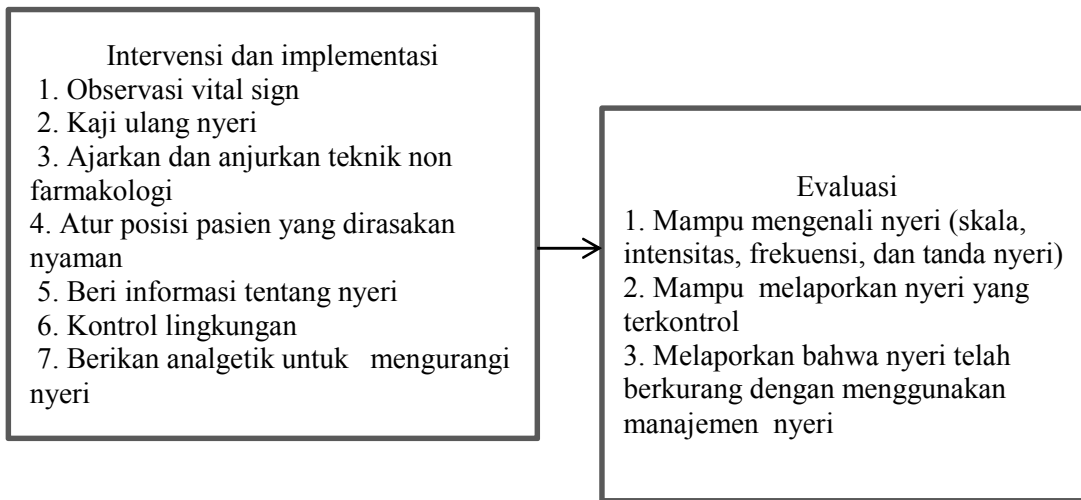 Intervensi dan implementasi
1. Observasi vital sign
2. Kaji ulang nyeri
3. Ajarkan dan anjurkan teknik non
farmakologi
4. Atur posisi pasien yang dirasakan
nyaman
5. Beri informasi tentang nyeri
6. Kontrol lingkungan
7. Berikan analgetik untuk mengurangi
nyeri
Evaluasi
1. Mampu mengenali nyeri (skala,
intensitas, frekuensi, dan tanda nyeri)
2. Mampu melaporkan nyeri yang
terkontrol
3. Melaporkan bahwa nyeri telah
berkurang dengan menggunakan
manajemen nyeri